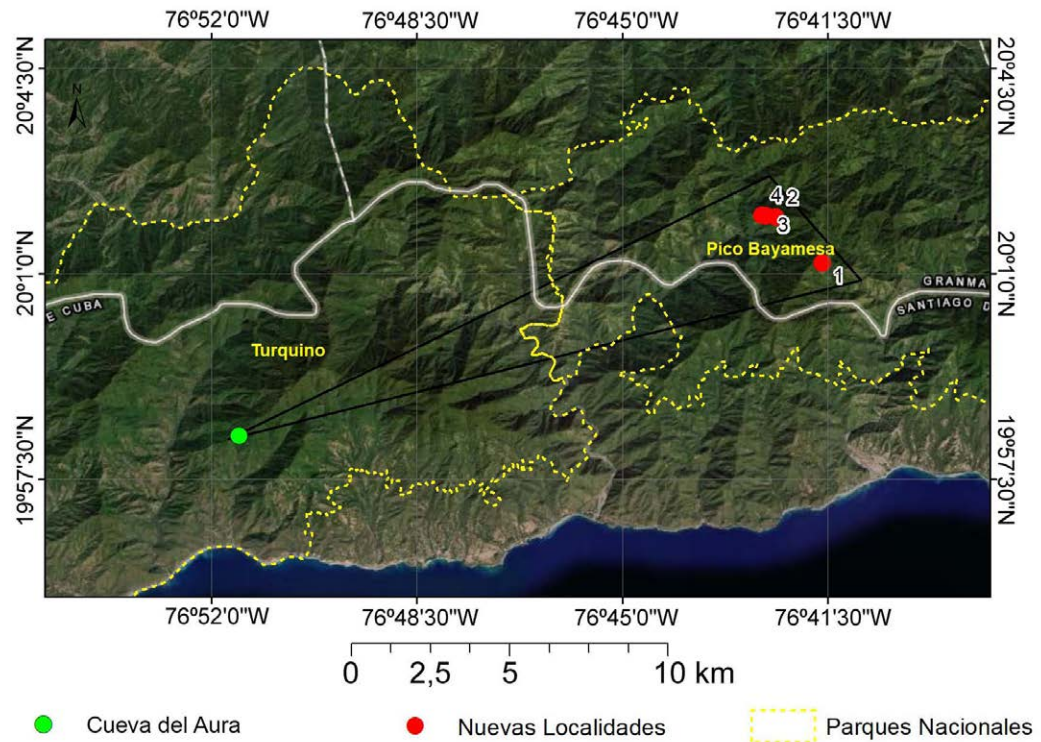 76º52'0"W 76º48'30"W 76º45'0"W 76º41'30"W
20º4'30"N 20º4'30"N
N
4 2
3
Pico Bayamesa
1
20º1'0"N 20º1'0"N
GRANMA
E CUBA SANTIAGO D
Turquino
19º57'30"N 19º57'30"N
76º52'0"W 76º48'30"W 76º45'0"W 76º41'30"W
0 2,5 5 10 km
Cueva del Aura Nuevas Localidades Parques Nacionales